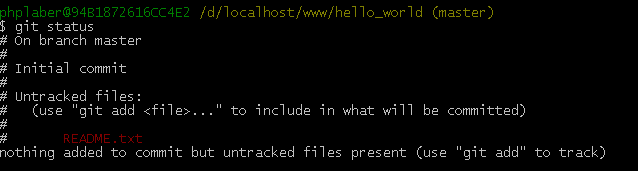 phplaber@94B1872616CC4E2 /d/localhost/www/hello_world (master)
$ git status
# On branch master
#
# Initial commit
#
# Untracked files:
#   (use "git add <file>..." to include in what will be committed)
#
#       README.txt
nothing added to commit but untracked files present (use "git add" to track)